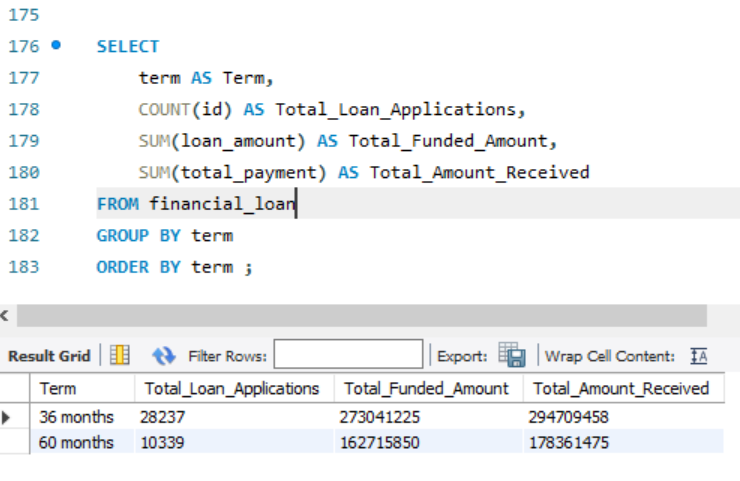 175
176 SELECT
177 term AS Term,
178 COUNT(id) AS Total_Loan_Applications,
179 SUM(loan_amount) AS Total_Funded_Amount,
180 SUM(total_payment) AS Total_Amount_Received
181 FROM financial_loan
182 GROUP BY term
183 ORDER BY term ;
Result Grid Filter Rows: Export: Wrap Cell Content: IA
Term Total_Loan_Applications Total_Funded_Amount Total_Amount_Received
36 months 28237 273041225 294709458
60 months 10339 162715850 178361475